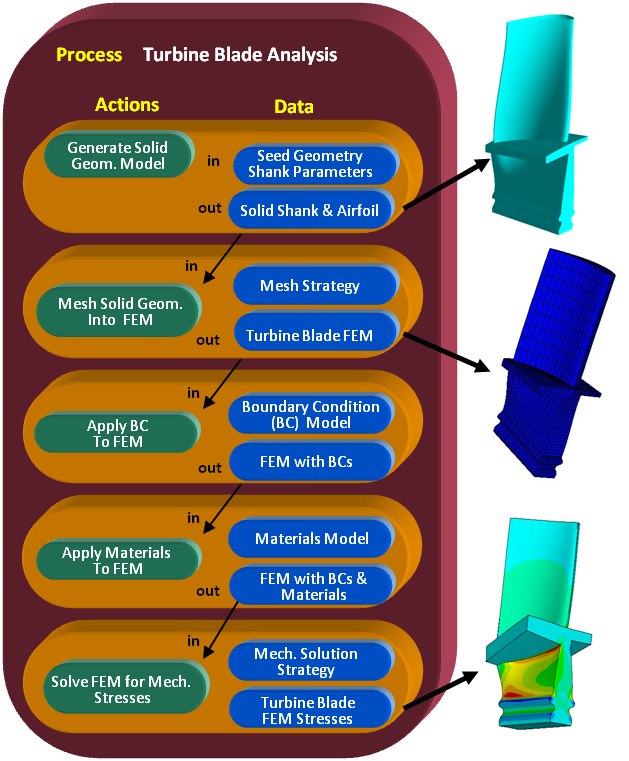 Process Turbine Blade Analysis
Actions Data
Generate Solid
Geom. Model
in
Seed Geometry
Shank Parameters
out
Solid Shank & Airfoil
in
Mesh Solid Geom.
Into FEM
Mesh Strategy
out
Turbine Blade FEM
in
Apply BC
To FEM
Boundary Condition
(BC) Model
out
FEM with BCs
in
Apply Materials
To FEM
Materials Model
out
FEM with BCs &
Materials
in
Solve FEM for Mech.
Stresses
Mech. Solution
Strategy
Turbine Blade
FEM Stresses